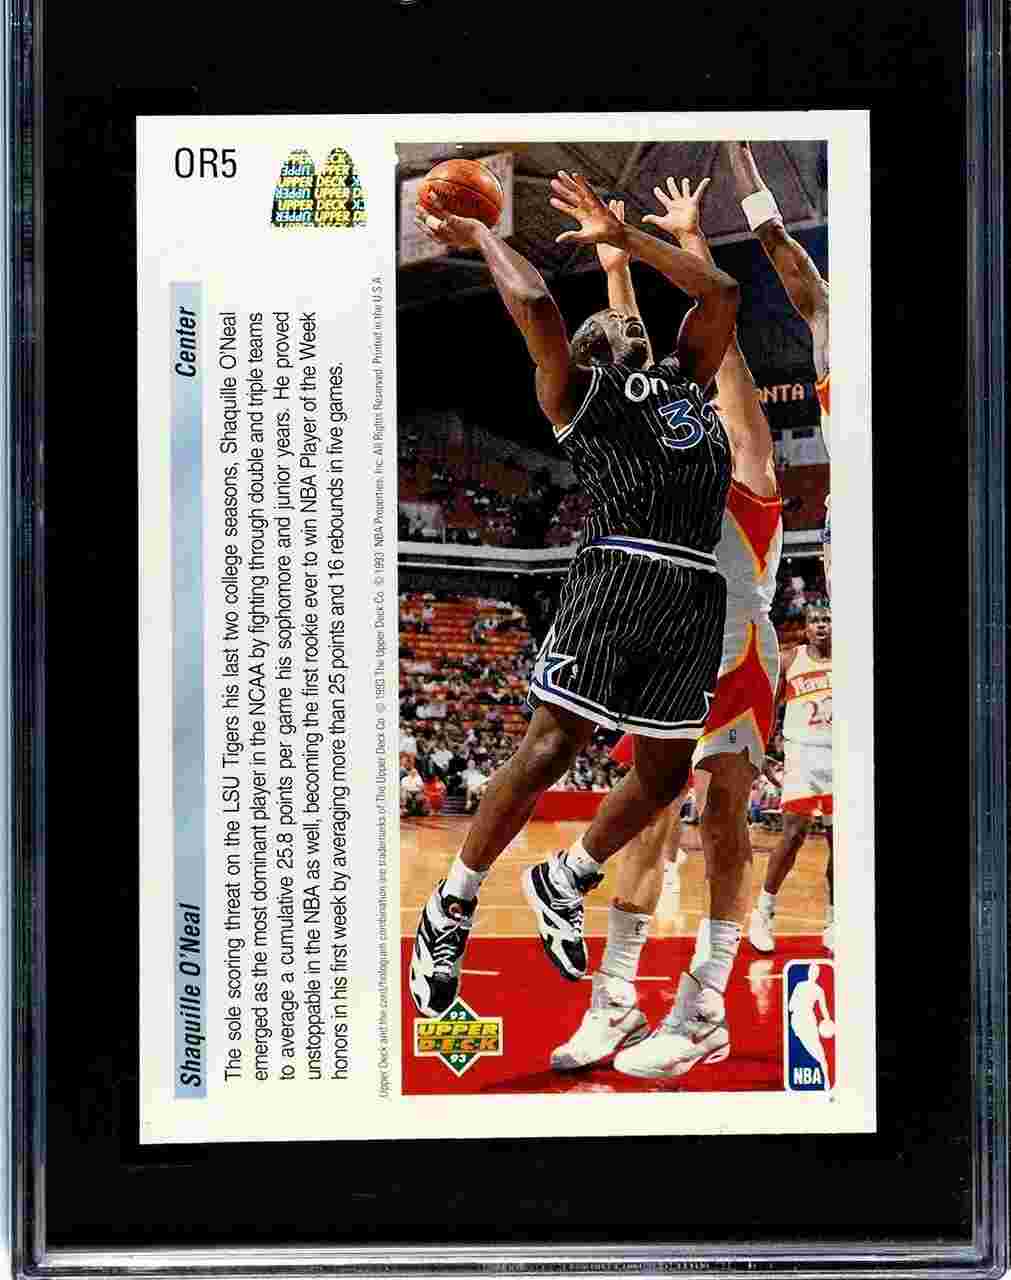 OR5
UPPER DECK
Shaquille O'Neal
Center
The sole scoring threat on the LSU Tigers his last two college seasons, Shaquille O'Neal
emerged as the most dominant player in the NCAA by fighting through double and triple teams
to average a cumulative 25.8 points per game his sophomore and junior years. He proved
unstoppable in the NBA as well, becoming the first rookie ever to win NBA Player of the Week
honors in his first week by averaging more than 25 points and 16 rebounds in five games.
Upper Deck and the card/hologram combination are trademarks of The Upper Deck Co. © 1993 The Upper Deck Co. © 1993 NBA Properties, Inc. All Rights Reserved. Printed in the U.S.A.
NTA
Or
32
Haw
22
92
UPPER
D·E·C·K
93
NBA